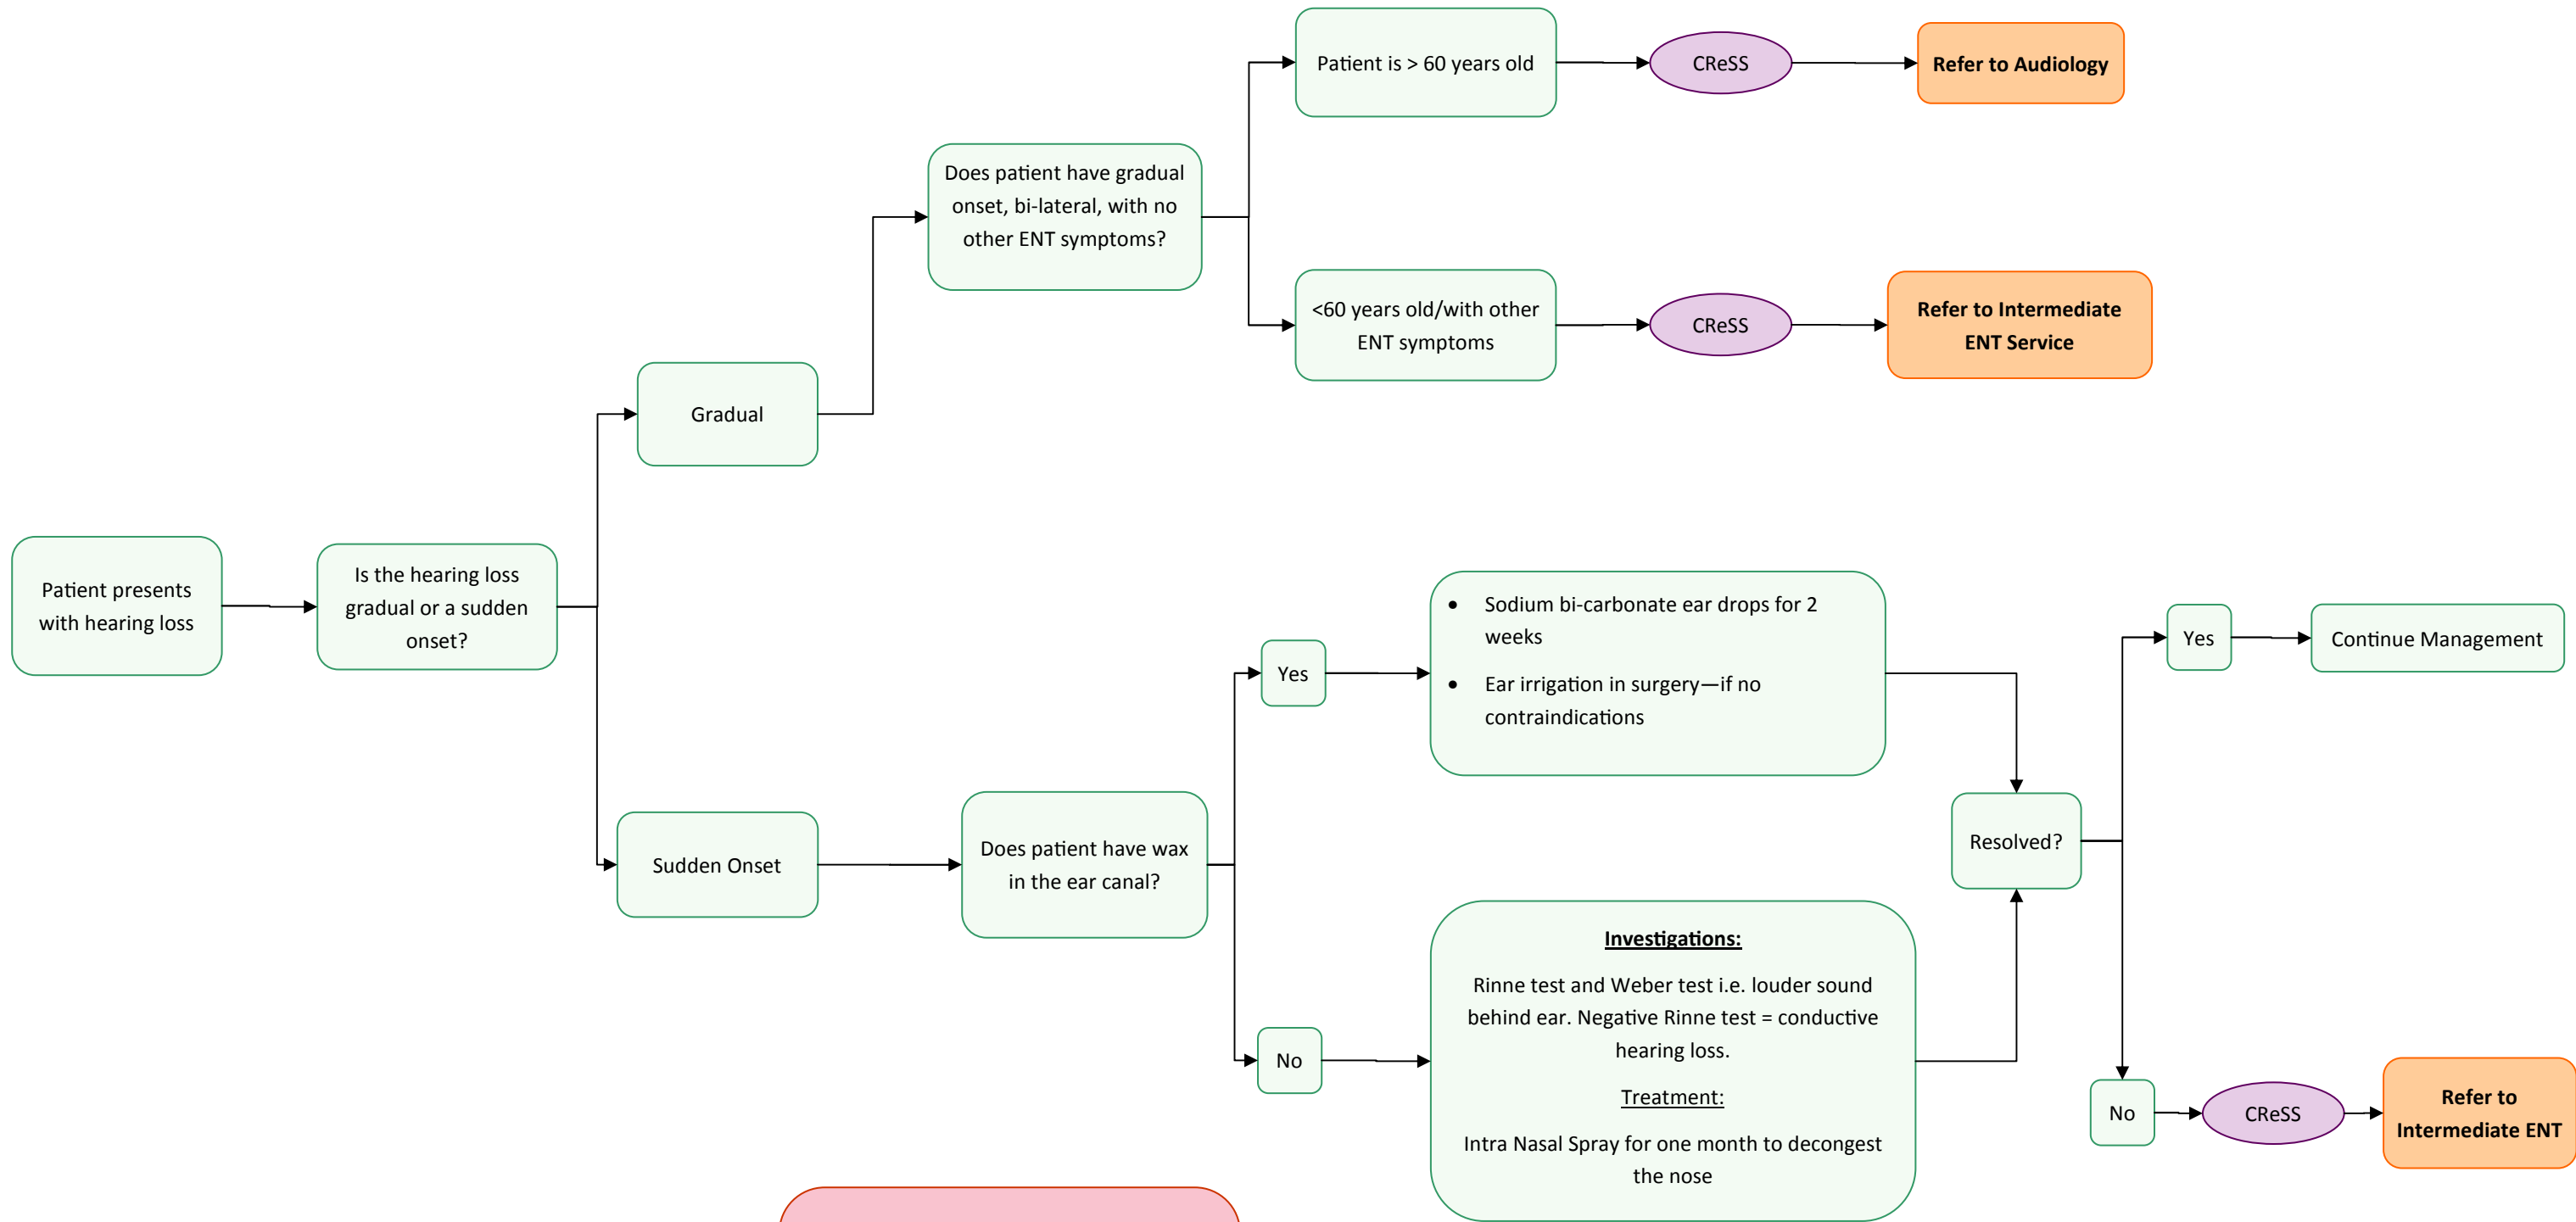 Patient is > 60 years old
CReSS
Refer to Audiology
Does patient have gradual
onset, bi-lateral, with no
other ENT symptoms?
<60 years old/with other
ENT symptoms
CReSS
Refer to Intermediate
ENT Service
Gradual
Patient presents
with hearing loss
Is the hearing loss
gradual or a sudden
onset?
Sudden Onset
Does patient have wax
in the ear canal?
Yes
• Sodium bi-carbonate ear drops for 2
weeks
• Ear irrigation in surgery—if no
contraindications
No
Investigations:
Rinne test and Weber test i.e. louder sound
behind ear. Negative Rinne test = conductive
hearing loss.
Treatment:
Intra Nasal Spray for one month to decongest
the nose
Resolved?
Yes
Continue Management
No
CReSS
Refer to
Intermediate ENT